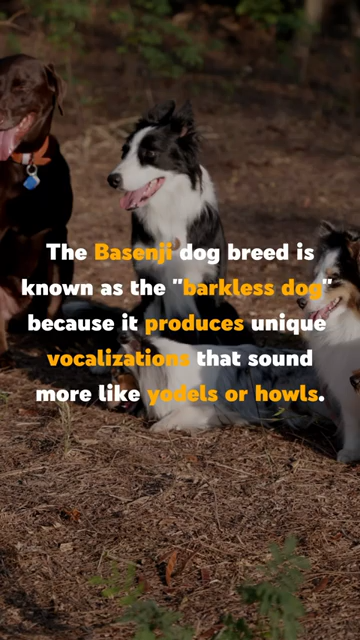 The Basenji dog breed is
known as the "barkless dog"
because it produces unique
vocalizations that sound
more like yodels or howls.